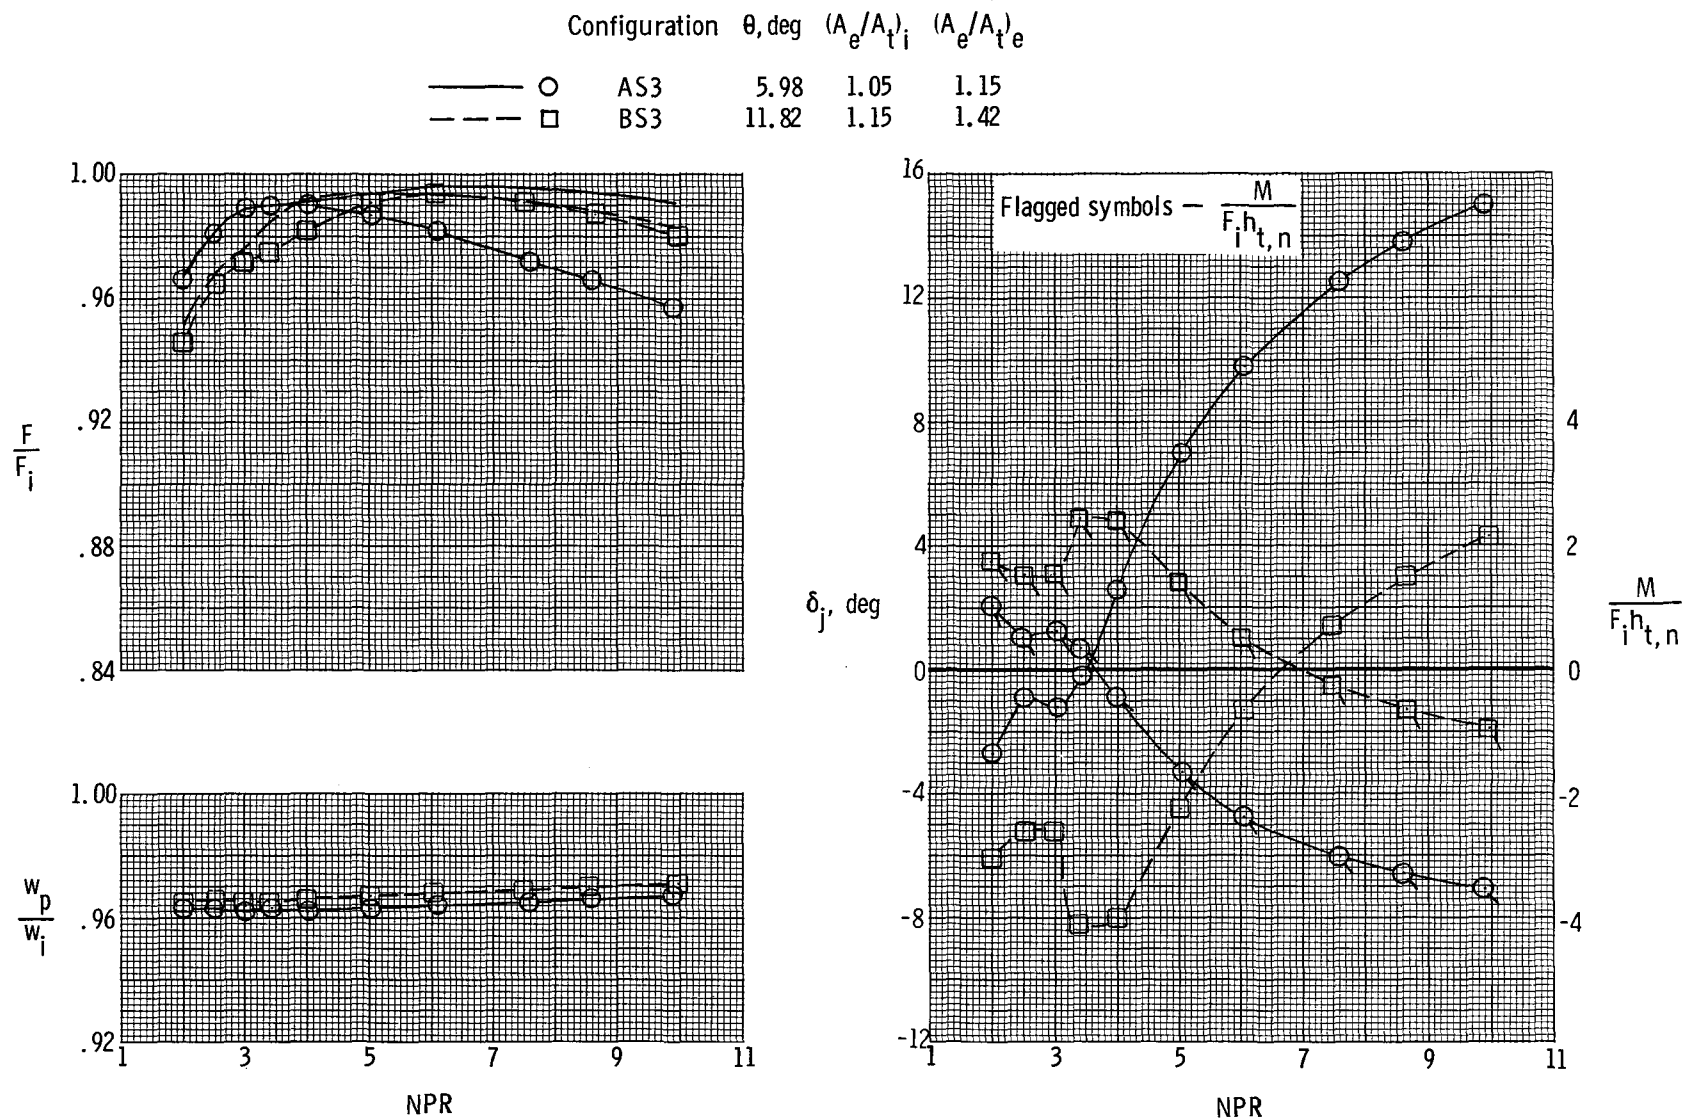 Configuration θ, deg (Ae/At)i (Ae/At)e
AS3 5.98 1.05 1.15
BS3 11.82 1.15 1.42
1.00
.96
.92
.88
.84
F
Fi
1.00
.96
.92
wp
wi
1 3 5 7 9 11
NPR
16
12
8
4
0
-4
-8
-12
δj, deg
Flagged symbols — M
Fiht,n
4
2
0
-2
-4
M
Fiht,n
1 3 5 7 9 11
NPR